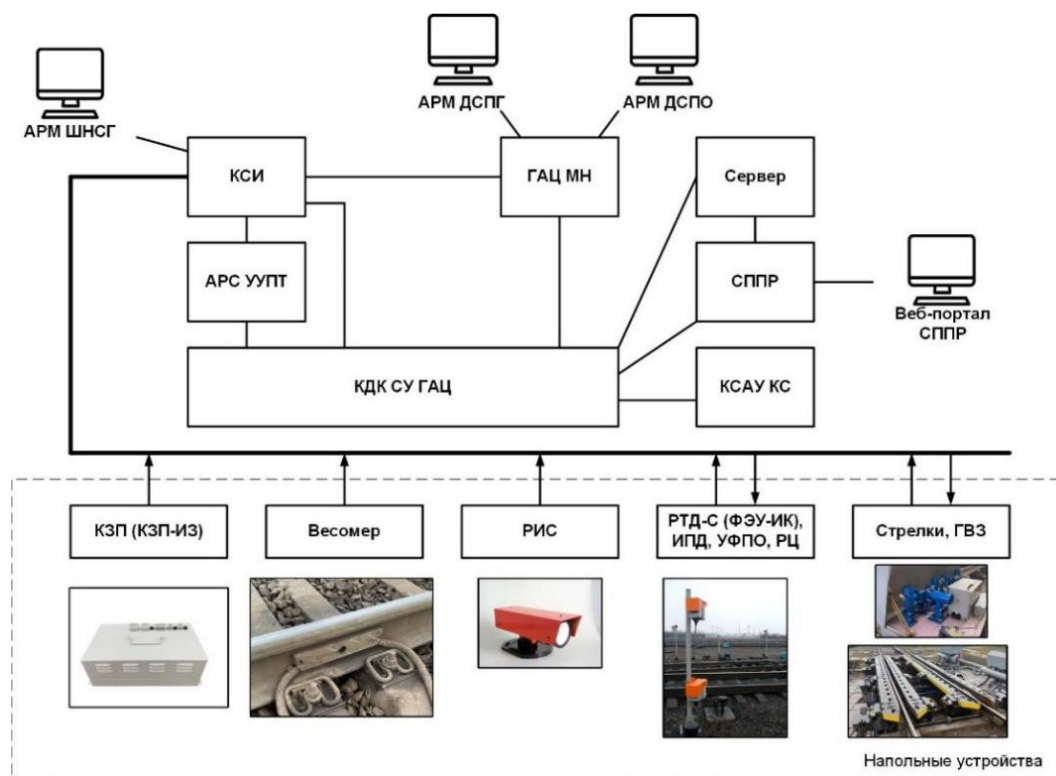 АРМ ШНСГ
АРМ ДСПГ
АРМ ДСПО
КСИ
ГАЦ МН
Сервер
АРС УУПТ
СППР
Веб-портал
СППР
КДК СУ ГАЦ
КСАУ КС
КЗП (КЗП-ИЗ)
Весомер
РИС
РТД-С (ФЭУ-ИК),
ИПД, УФПО, РЦ
Стрелки, ГВЗ
Напольные устройства